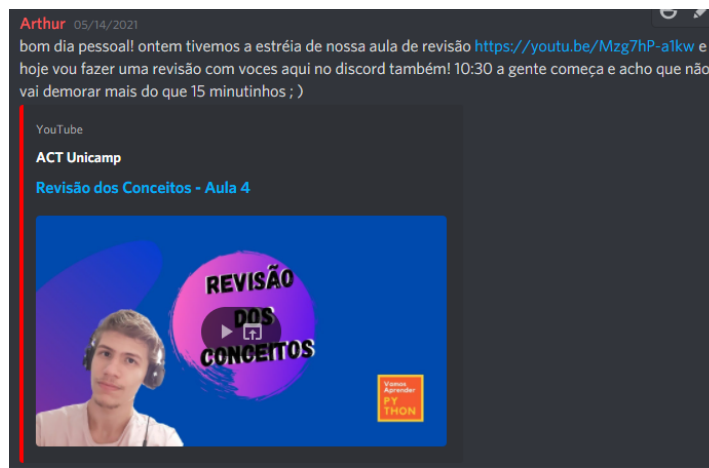 Arthur 05/14/2021
bom dia pessoal! ontem tivemos a estréia de nossa aula de revisão https://youtu.be/Mzg7hP-a1kw e
hoje vou fazer uma revisão com voces aqui no discord também! 10:30 a gente começa e acho que não
vai demorar mais do que 15 minutinhos ; )
YouTube
ACT Unicamp
Revisão dos Conceitos - Aula 4
REVISÃO
DOS
CONCEITOS
Vamos
Aprender
PY
THON